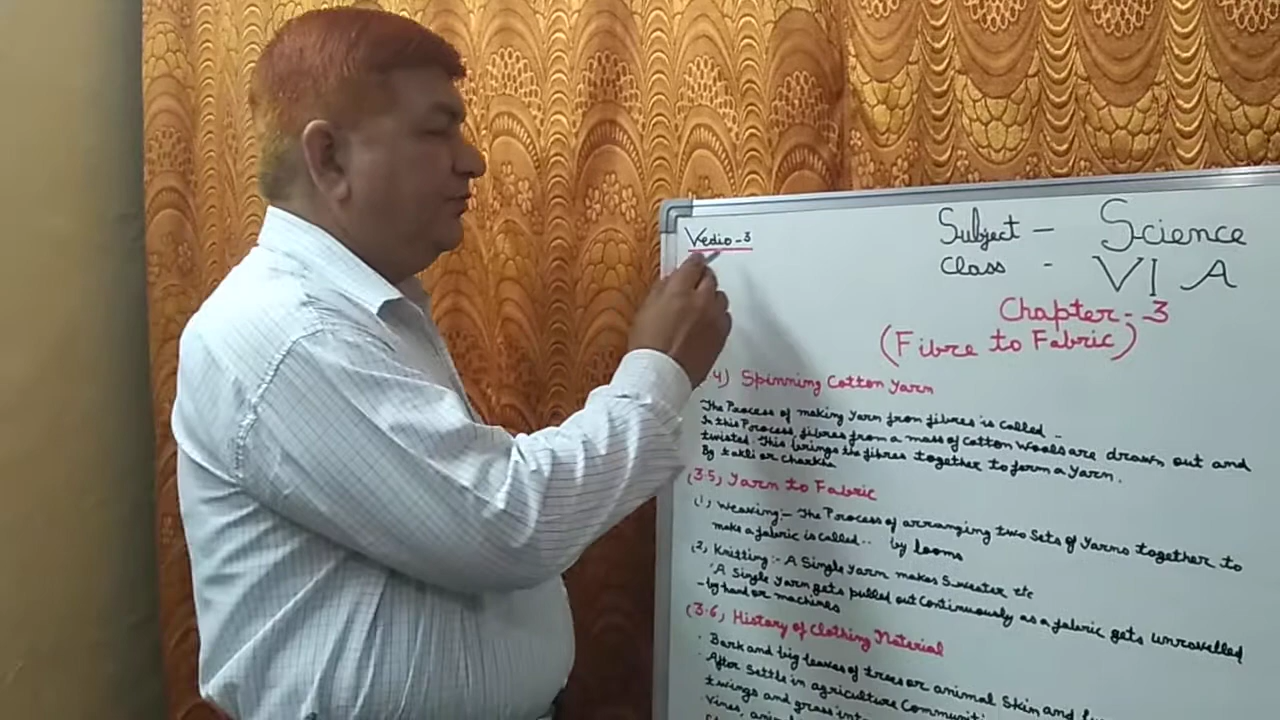 Vedio-3
Subject - Science
Class - VI A
Chapter-3
(Fibre to Fabric)
4) Spinning Cotton Yarn
The Process of making yarn from fibres is called -
In this Process fibres from a mass of cotton wools are drawn out and
twisted. This brings the fibres together to form a yarn.
By takli or charkha
(3.5) Yarn to Fabric
(1) Weaving:- The Process of arranging two sets of yarns together to
make a fabric is called.. by looms
(2) Knitting:- A Single yarn makes Sweater etc
'A Single yarn gets pulled out continuously as a fabric gets unravelled
- by hand or machines
(3.6) History of Clothing Material
. Bark and big leaves of trees or animal Skin and
. After settle in agriculture
twings and grass
vines,